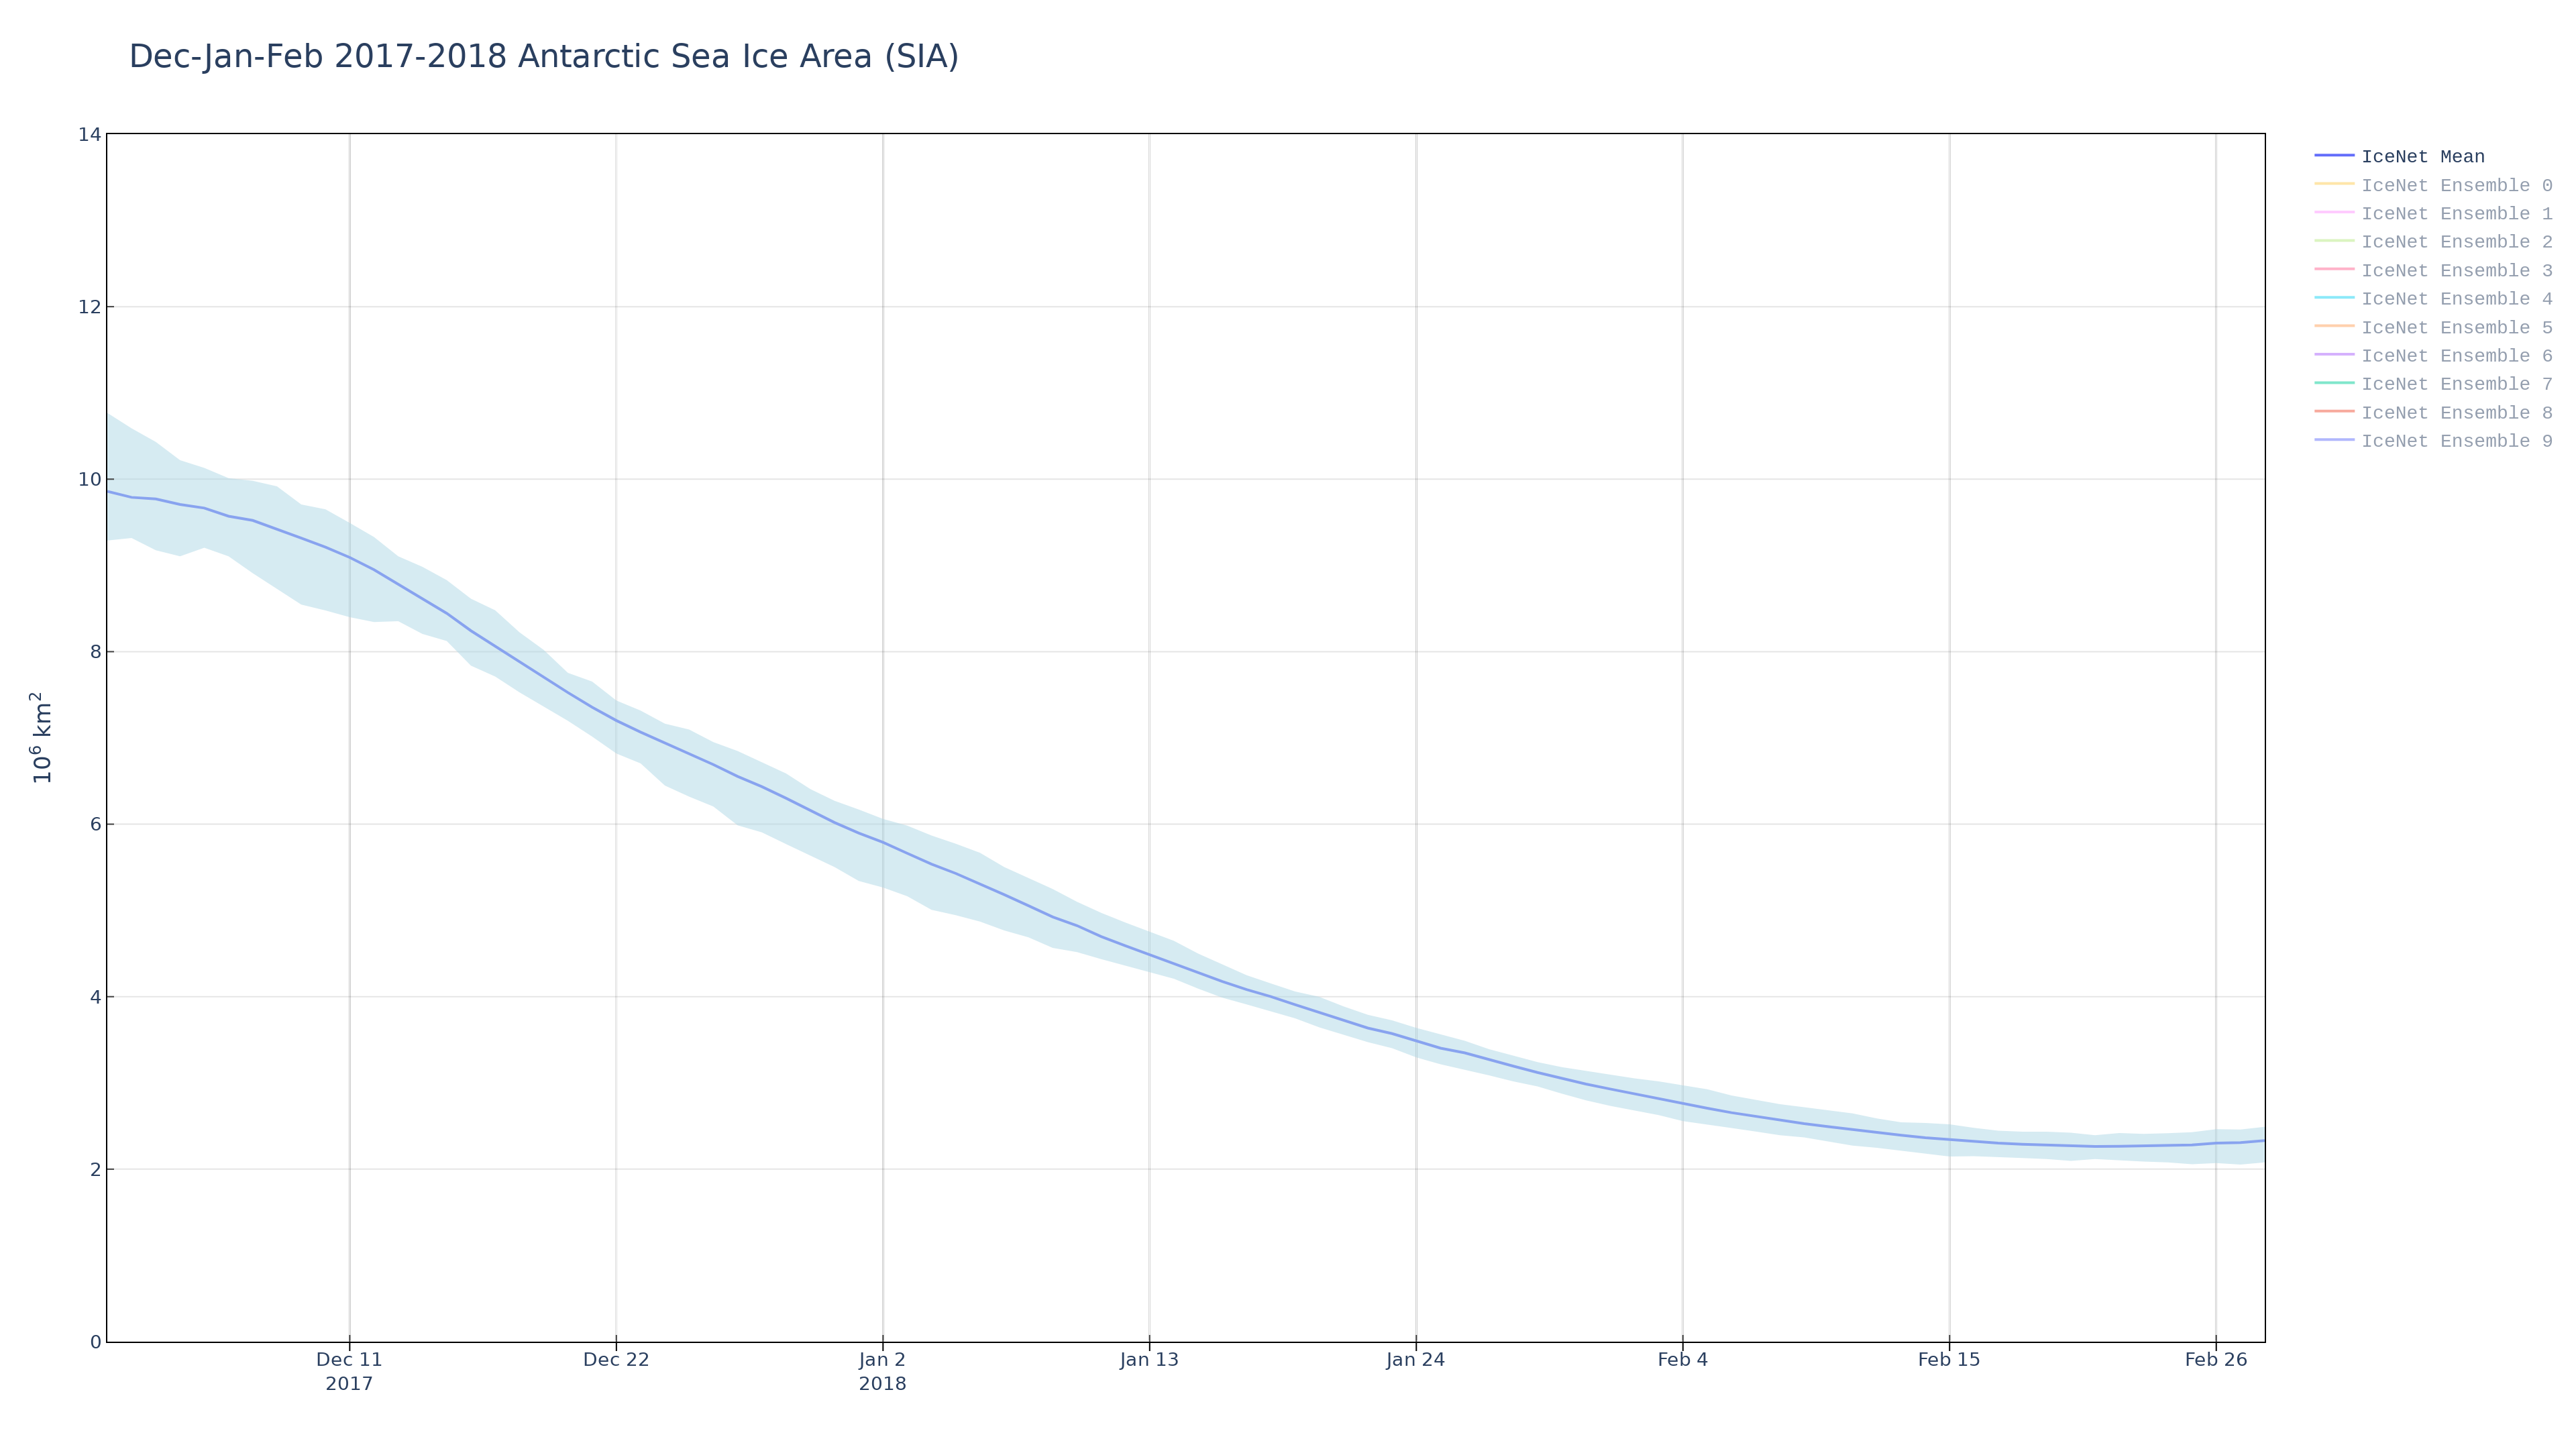 Dec-Jan-Feb 2017-2018 Antarctic Sea Ice Area (SIA)
10⁶ km²
14
12
10
8
6
4
2
0
Dec 11
2017
Dec 22
Jan 2
2018
Jan 13
Jan 24
Feb 4
Feb 15
Feb 26
IceNet Mean
IceNet Ensemble 0
IceNet Ensemble 1
IceNet Ensemble 2
IceNet Ensemble 3
IceNet Ensemble 4
IceNet Ensemble 5
IceNet Ensemble 6
IceNet Ensemble 7
IceNet Ensemble 8
IceNet Ensemble 9